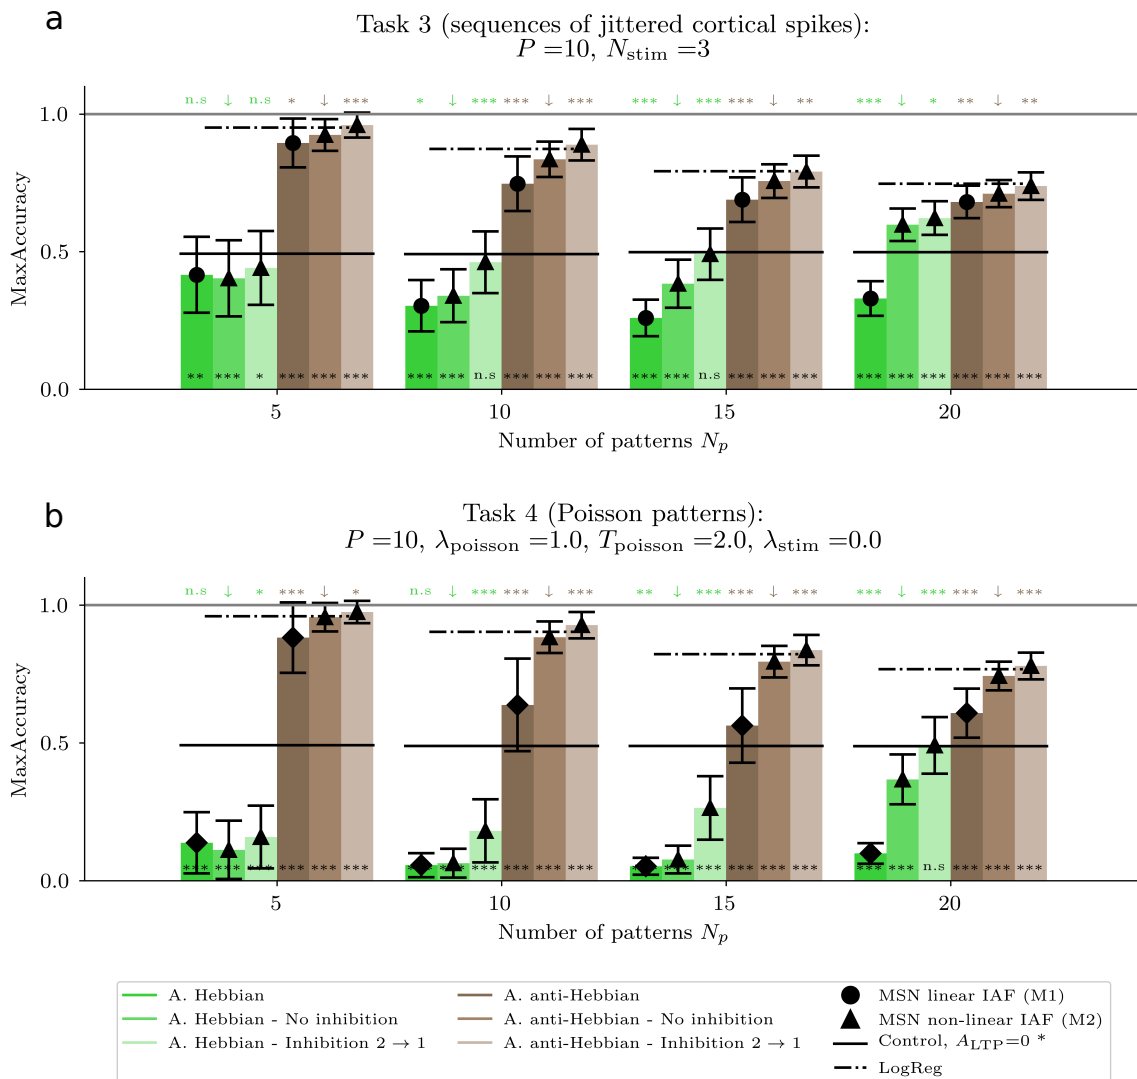 a
Task 3 (sequences of jittered cortical spikes):
P =10, N_stim =3
n.s ↓ n.s * ↓ *** * ↓ *** *** ↓ *** *** ↓ *** *** ↓ ** *** ↓ * ** ↓ **
1.0
0.5
0.0
MaxAccuracy
** *** * *** *** *** *** *** n.s *** *** *** *** *** n.s *** *** *** *** *** *** *** *** ***
5 10 15 20
Number of patterns N_p
b
Task 4 (Poisson patterns):
P =10, λ_poisson =1.0, T_poisson =2.0, λ_stim =0.0
n.s ↓ * *** ↓ * n.s ↓ *** *** ↓ *** ** ↓ *** *** ↓ *** *** ↓ *** *** ↓ ***
1.0
0.5
0.0
MaxAccuracy
*** *** *** *** *** *** *** *** *** *** *** *** *** *** *** *** *** *** *** *** n.s *** *** ***
5 10 15 20
Number of patterns N_p
A. Hebbian
A. Hebbian - No inhibition
A. Hebbian - Inhibition 2 → 1
A. anti-Hebbian
A. anti-Hebbian - No inhibition
A. anti-Hebbian - Inhibition 2 → 1
MSN linear IAF (M1)
MSN non-linear IAF (M2)
Control, A_LTP=0 *
LogReg